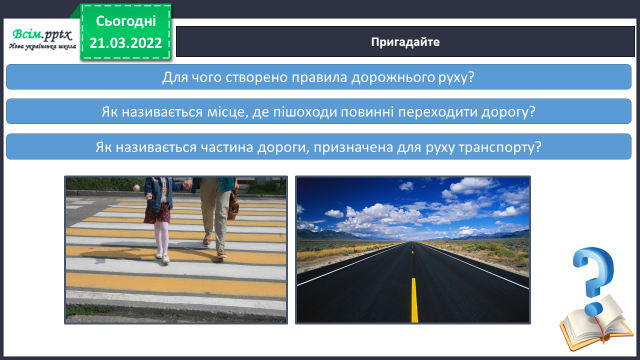 Всім.pptx
Нова українська школа
Сьогодні
21.03.2022
Пригадайте
Для чого створено правила дорожнього руху?
Як називається місце, де пішоходи повинні переходити дорогу?
Як називається частина дороги, призначена для руху транспорту?